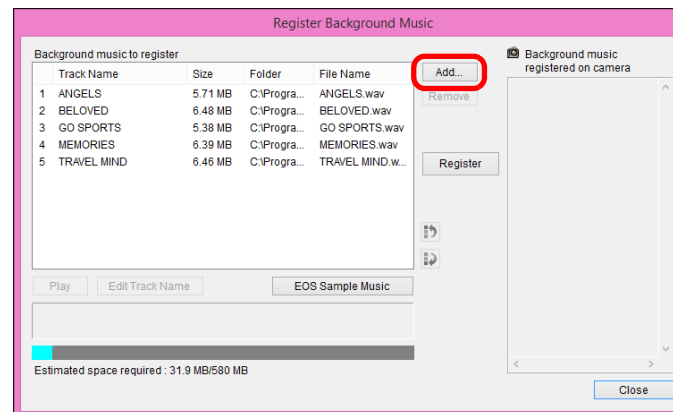 Register Background Music
Background music to register
Track Name Size Folder File Name
1 ANGELS 5.71 MB C:\Progra... ANGELS.wav
2 BELOVED 6.48 MB C:\Progra... BELOVED.wav
3 GO SPORTS 5.38 MB C:\Progra... GO SPORTS.wav
4 MEMORIES 6.39 MB C:\Progra... MEMORIES.wav
5 TRAVEL MIND 6.46 MB C:\Progra... TRAVEL MIND.w...
Play Edit Track Name EOS Sample Music
Estimated space required : 31.9 MB/580 MB
Add...
Remove
Register
Background music
registered on camera
Close